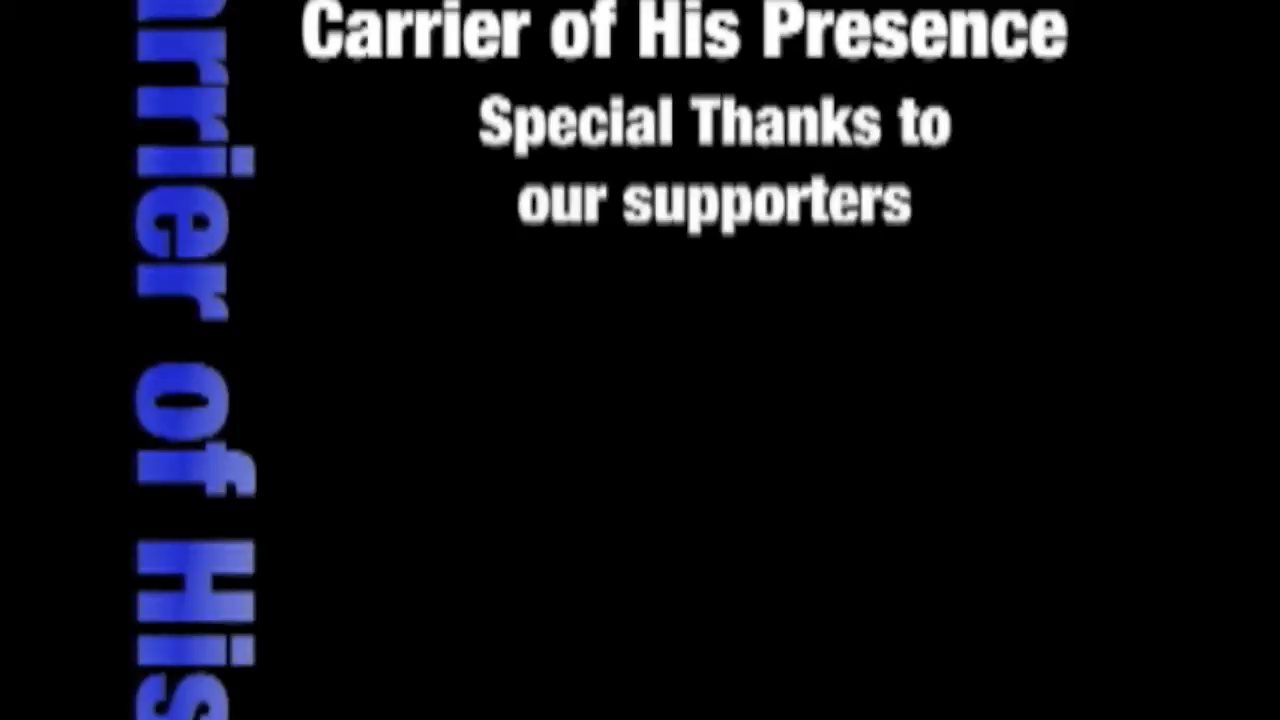 Carrier of His Presence
Special Thanks to
our supporters
arrier of His